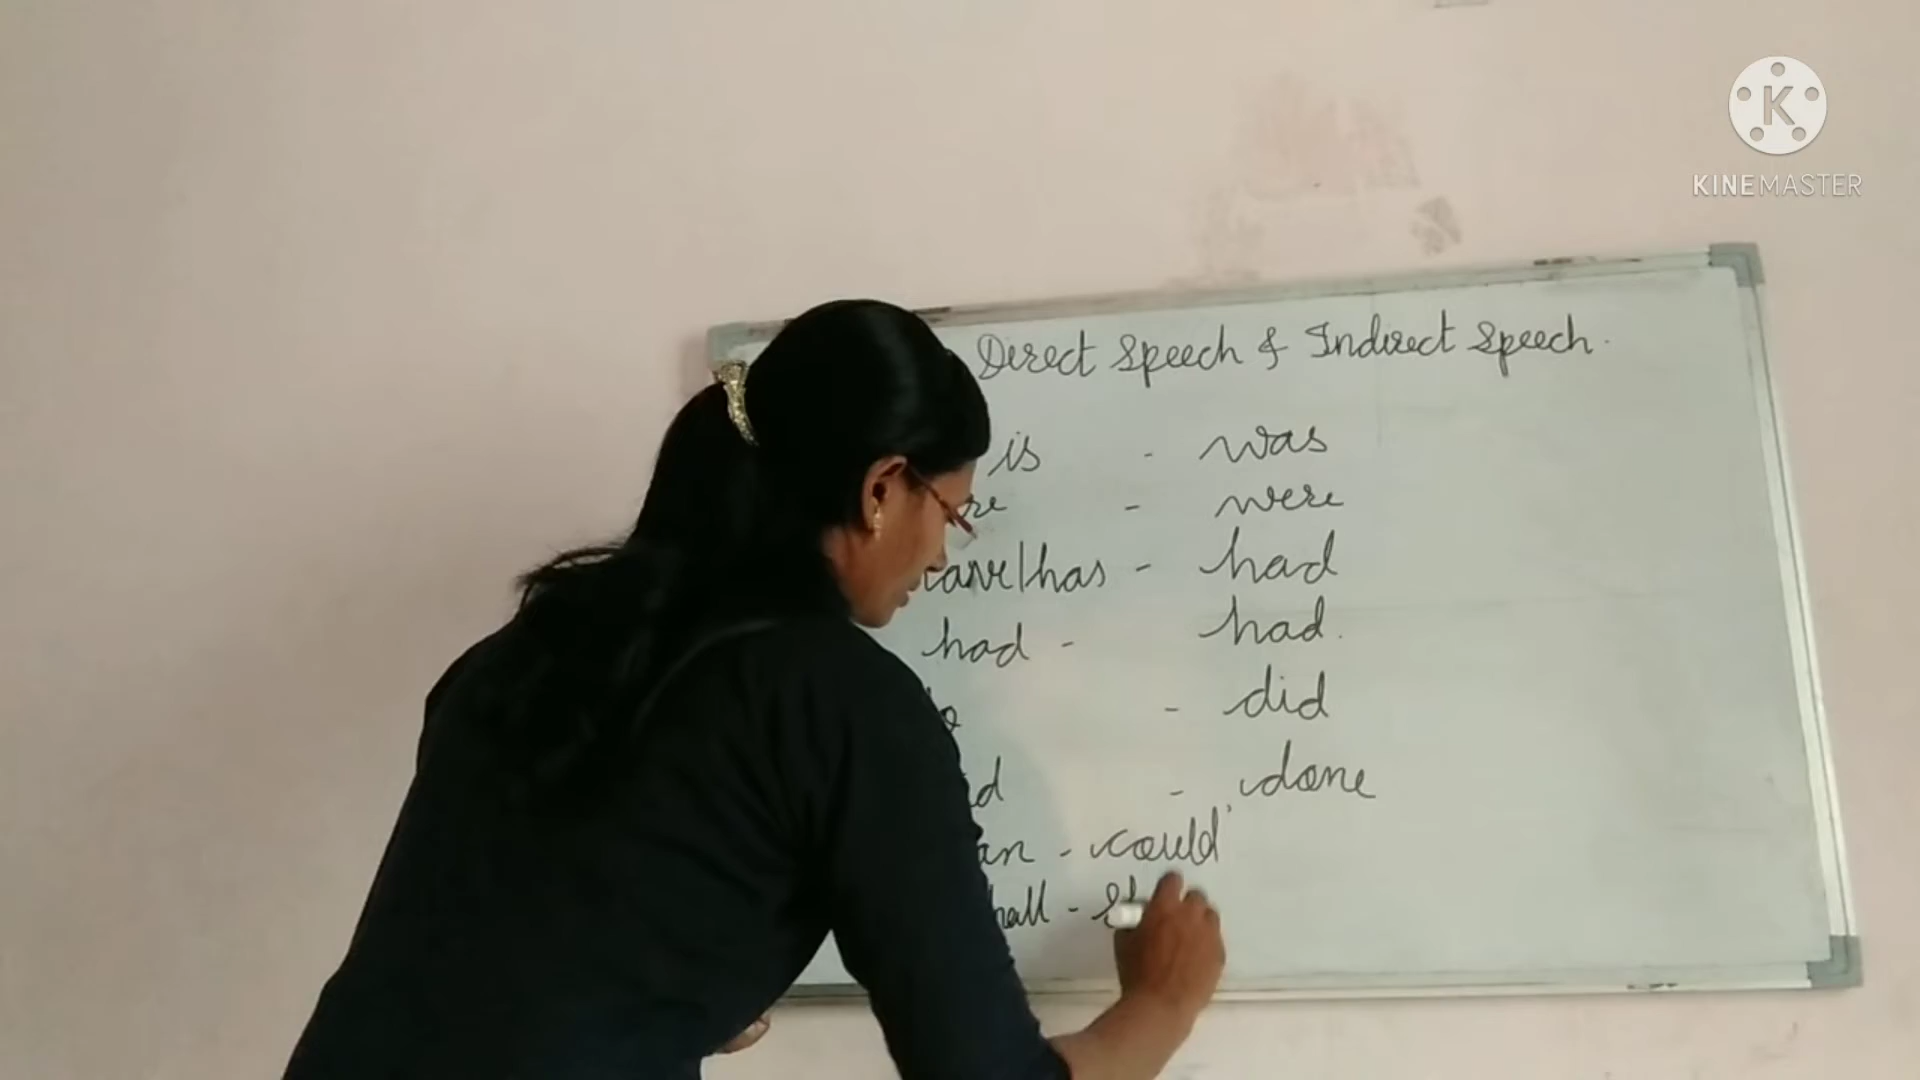 KINEMASTER
Direct Speech & Indirect Speech.
is - was
- were
has - had
had - had.
- did
- done
- could